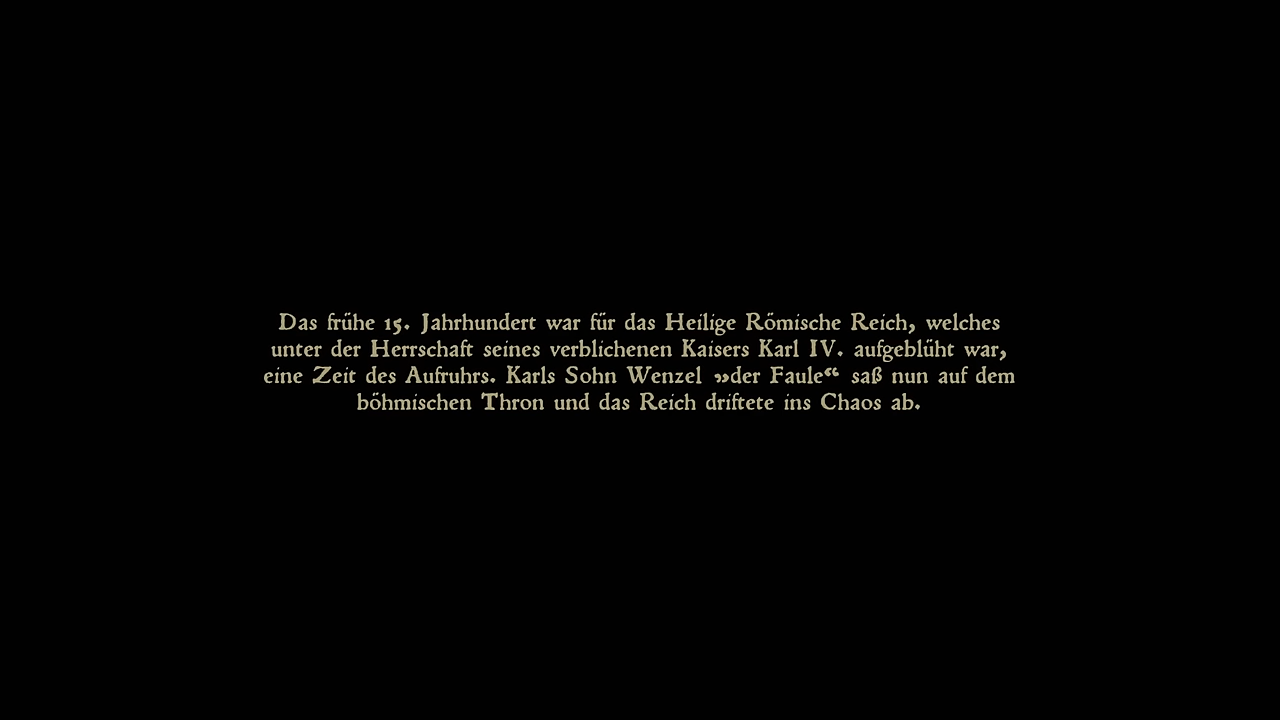 Das frühe 15. Jahrhundert war für das Heilige Römische Reich, welches
unter der Herrschaft seines verblichenen Kaisers Karl IV. aufgeblüht war,
eine Zeit des Aufruhrs. Karls Sohn Wenzel »der Faule“ saß nun auf dem
böhmischen Thron und das Reich driftete ins Chaos ab.